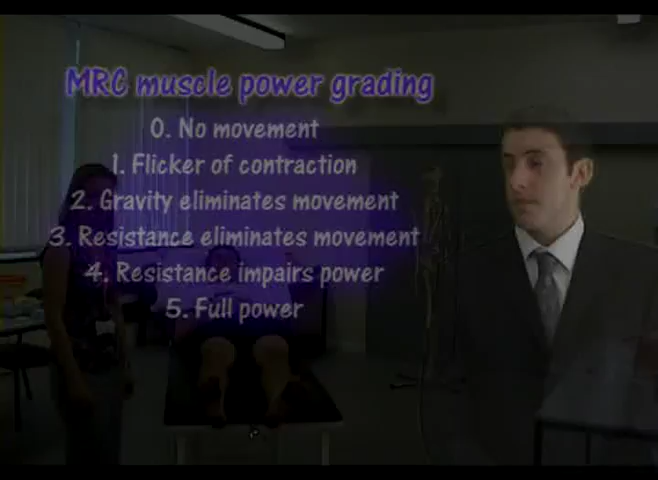 MRC muscle power grading
0. No movement
1. Flicker of contraction
2. Gravity eliminates movement
3. Resistance eliminates movement
4. Resistance impairs power
5. Full power